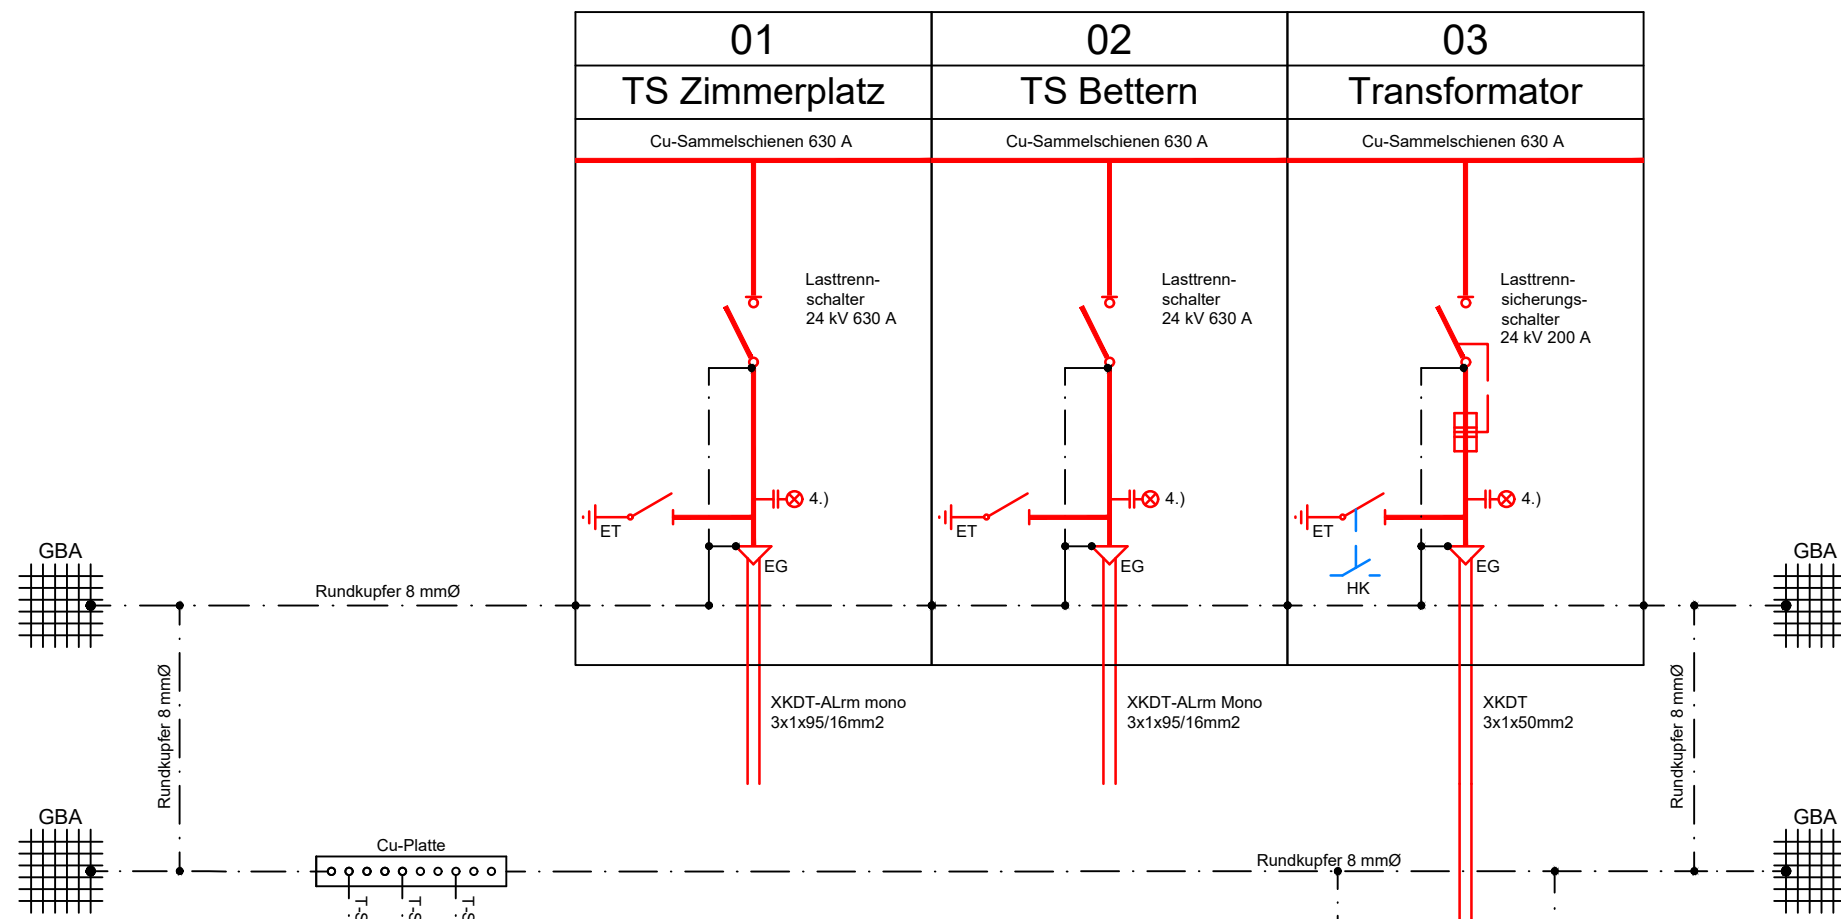 01
02
03
TS Zimmerplatz
TS Bettern
Transformator
Cu-Sammelschienen 630 A
Cu-Sammelschienen 630 A
Cu-Sammelschienen 630 A
Lasttrenn-
schalter
24 kV 630 A
Lasttrenn-
schalter
24 kV 630 A
Lasttrenn-
sicherungs-
schalter
24 kV 200 A
4.)
4.)
4.)
ET
ET
ET
EG
EG
EG
HK
GBA
GBA
Rundkupfer 8 mmØ
Rundkupfer 8 mmØ
Rundkupfer 8 mmØ
XKDT-ALrm mono
3x1x95/16mm2
XKDT-ALrm Mono
3x1x95/16mm2
XKDT
3x1x50mm2
GBA
GBA
Cu-Platte
Rundkupfer 8 mmØ